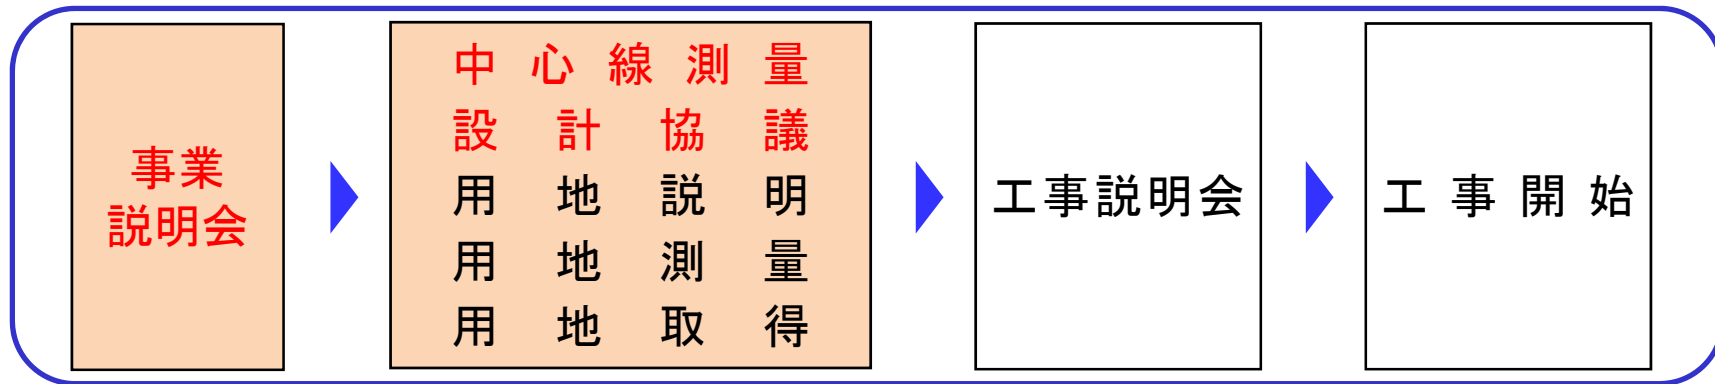 事業
説明会
中心線測量
設計協議
用地説明
用地測量
用地取得
工事説明会
工事開始